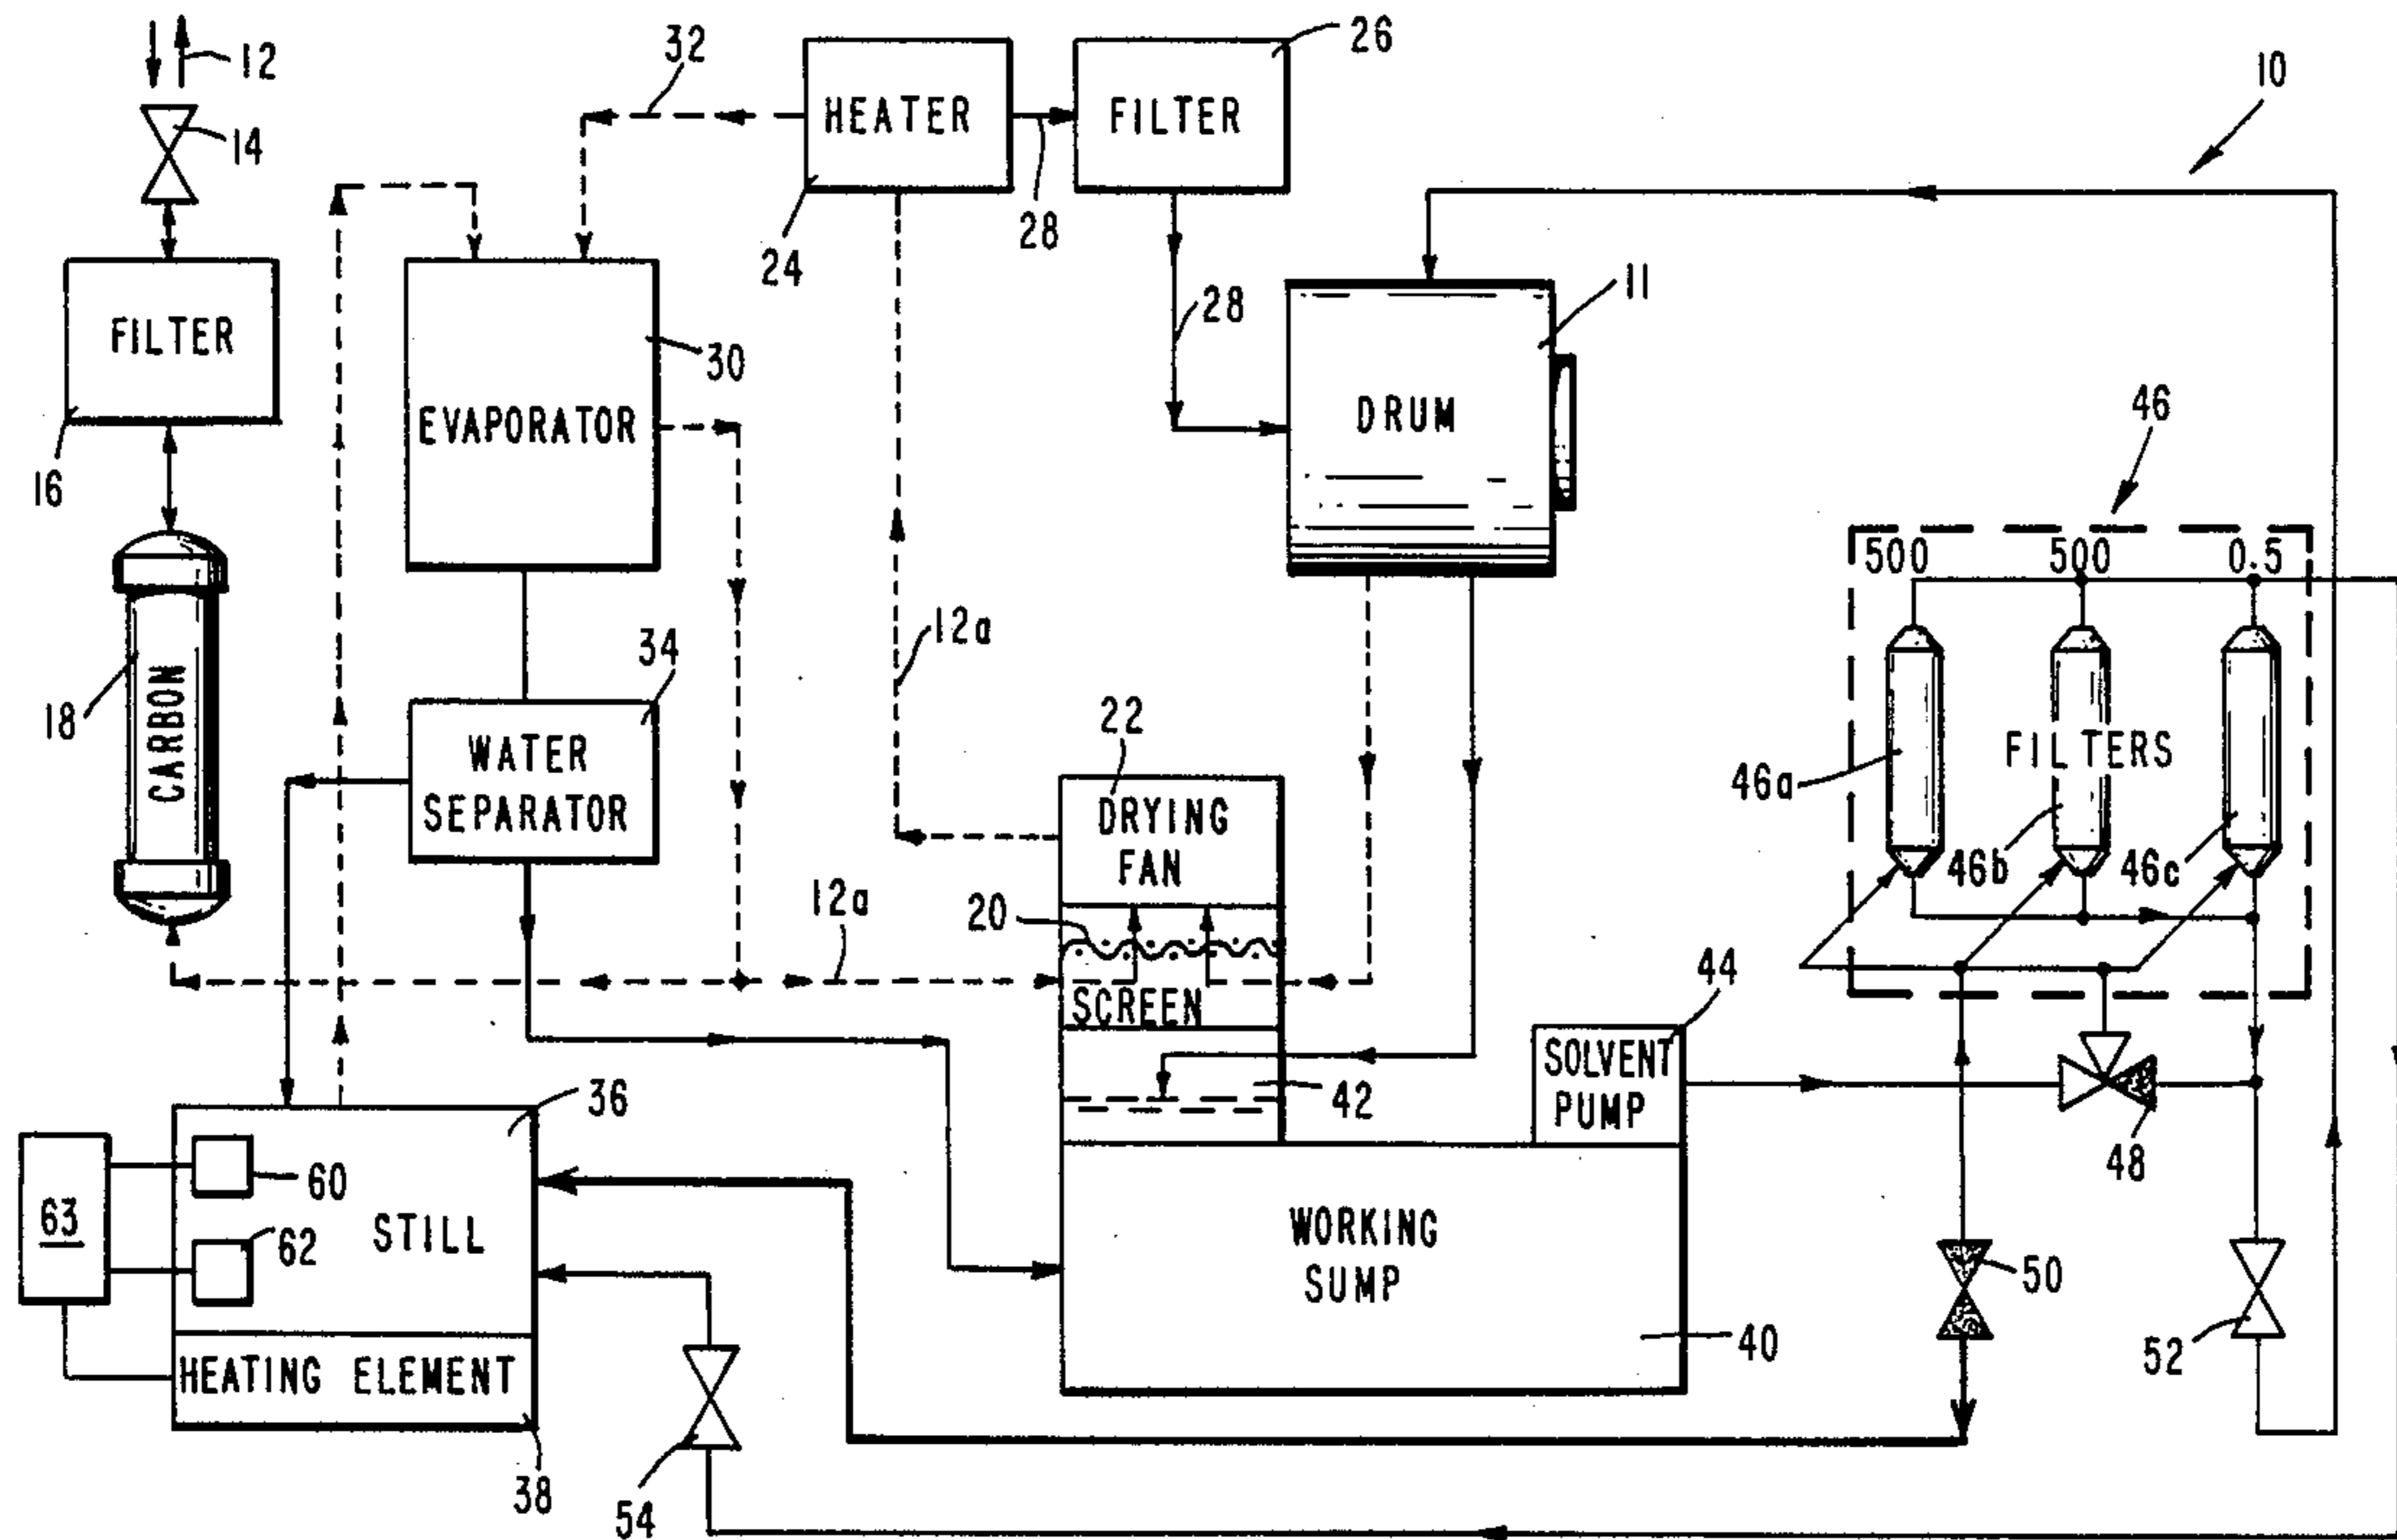 12
14
FILTER
16
18
CARBON
32
HEATER
24
28
FILTER
26
28
10
EVAPORATOR
30
DRUM
11
WATER
SEPARATOR
34
12a
12a
22
DRYING
FAN
20
SCREEN
42
46
500 500 0.5
FILTERS
46a
46b
46c
44
SOLVENT
PUMP
48
50
52
WORKING
SUMP
40
36
63
60
62
STILL
HEATING ELEMENT
38
54